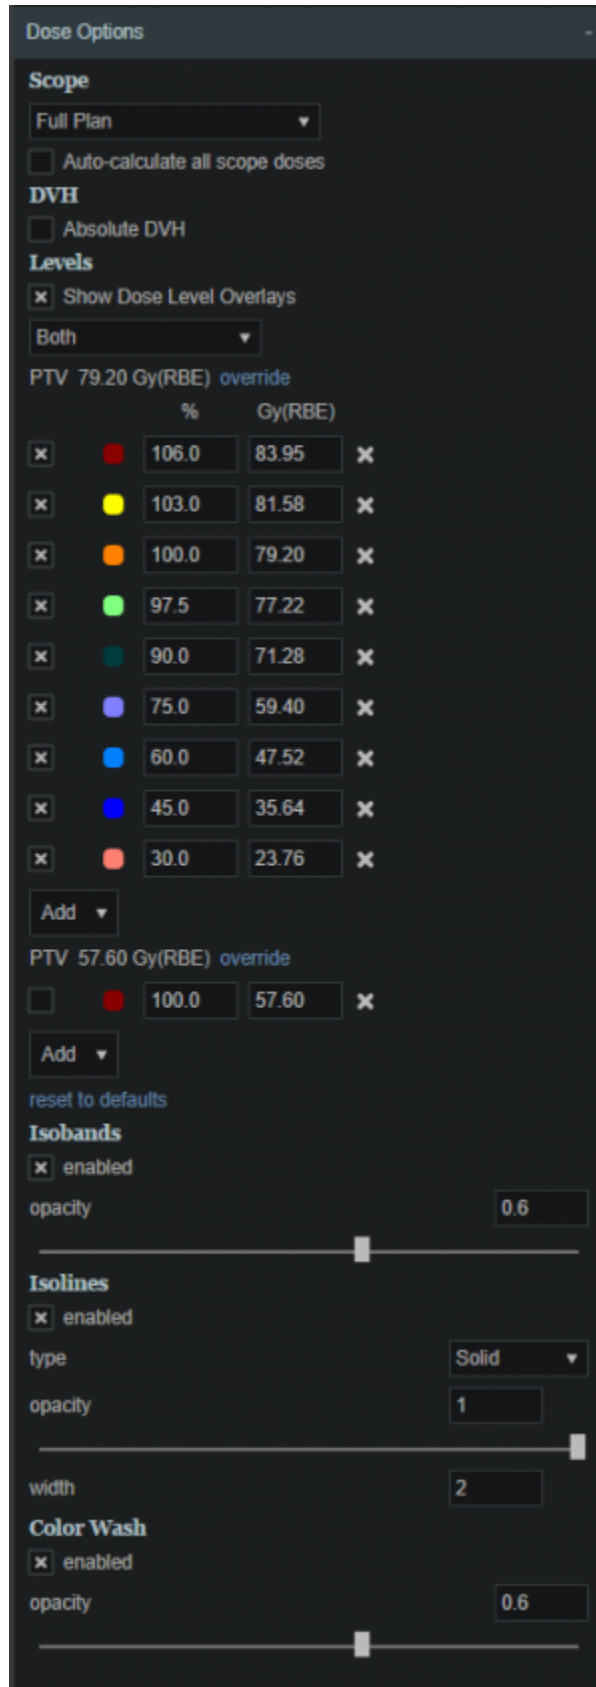 Dose Options -
Scope
Full Plan
Auto-calculate all scope doses
DVH
Absolute DVH
Levels
Show Dose Level Overlays
Both
PTV 79.20 Gy(RBE) override
% Gy(RBE)
106.0 83.95
103.0 81.58
100.0 79.20
97.5 77.22
90.0 71.28
75.0 59.40
60.0 47.52
45.0 35.64
30.0 23.76
Add
PTV 57.60 Gy(RBE) override
100.0 57.60
Add
reset to defaults
Isobands
enabled
opacity 0.6
Isolines
enabled
type Solid
opacity 1
width 2
Color Wash
enabled
opacity 0.6